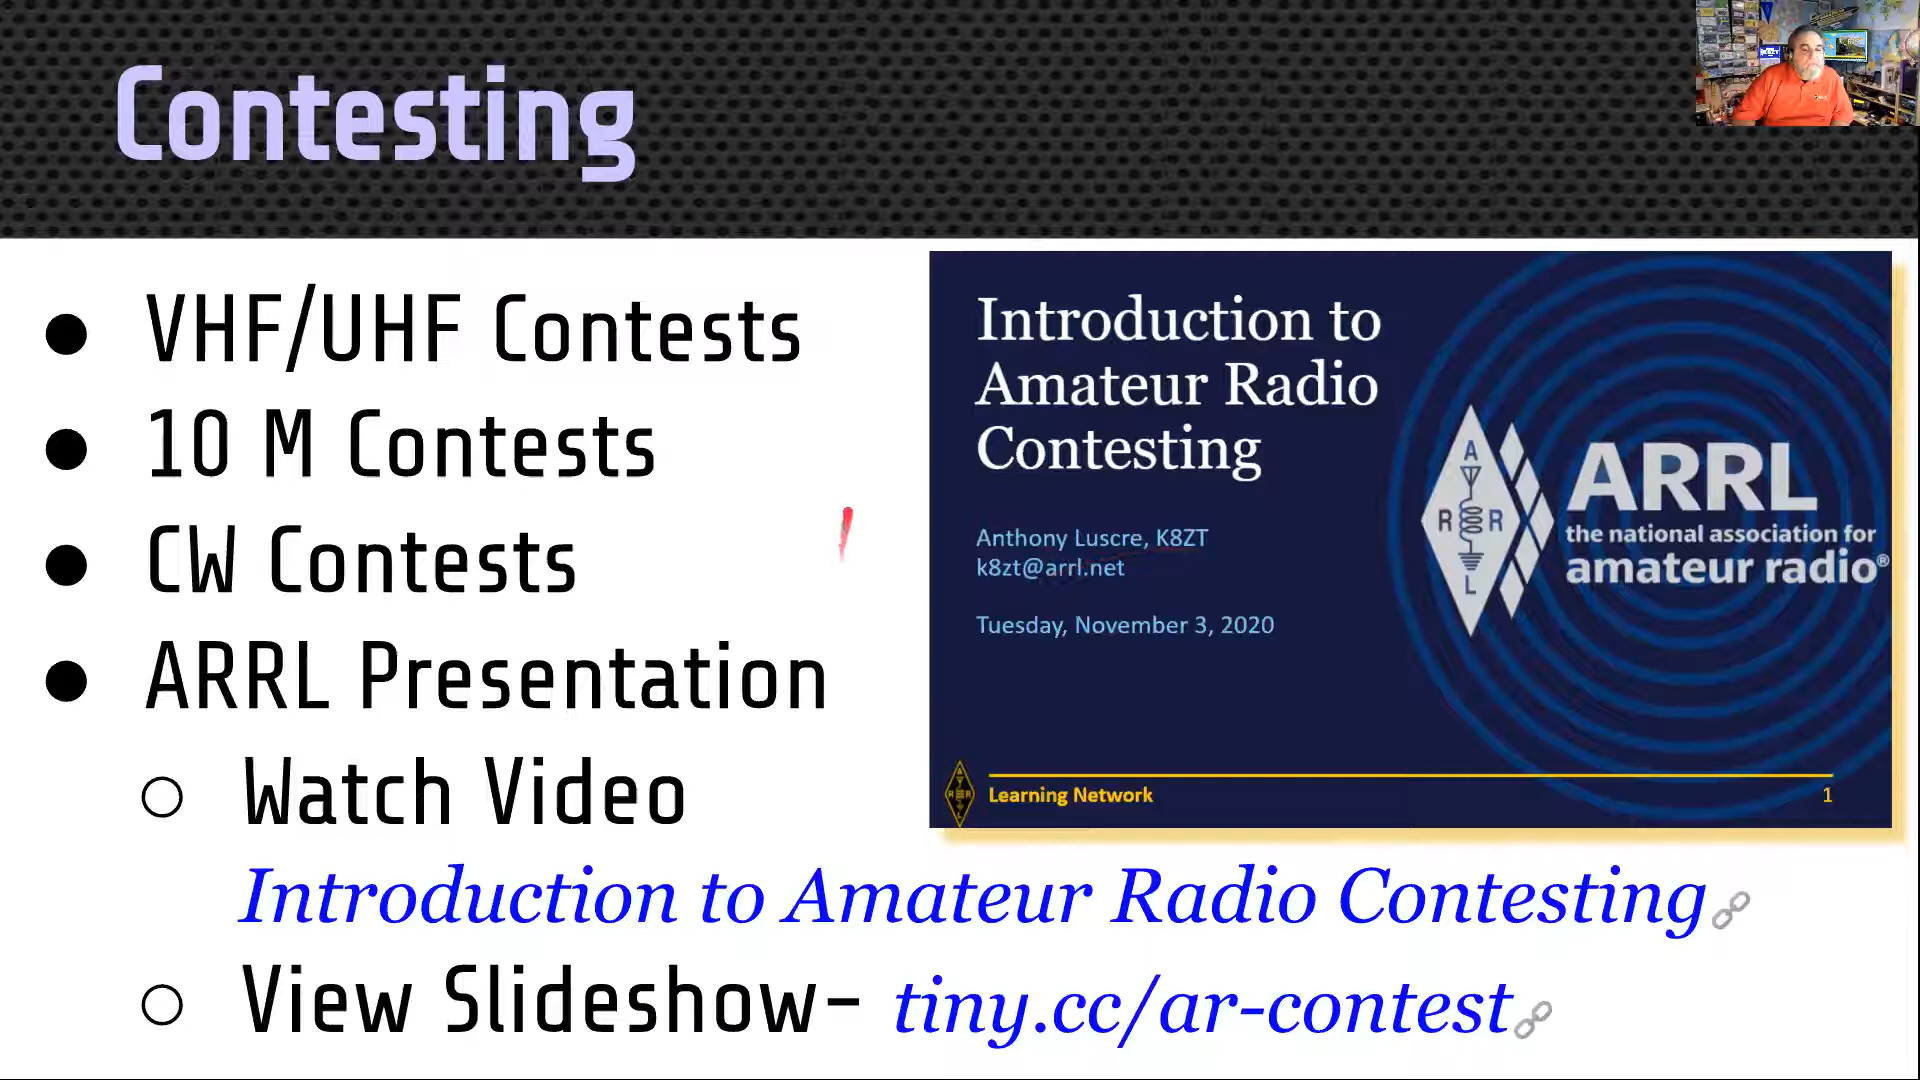 Contesting
VHF/UHF Contests
10 M Contests
CW Contests
ARRL Presentation
Watch Video
Introduction to Amateur Radio Contesting
View Slideshow- tiny.cc/ar-contest
Introduction to
Amateur Radio
Contesting
Anthony Luscre, K8ZT
k8zt@arrl.net
Tuesday, November 3, 2020
A
R R
L
ARRL
the national association for
amateur radio®
Learning Network
1